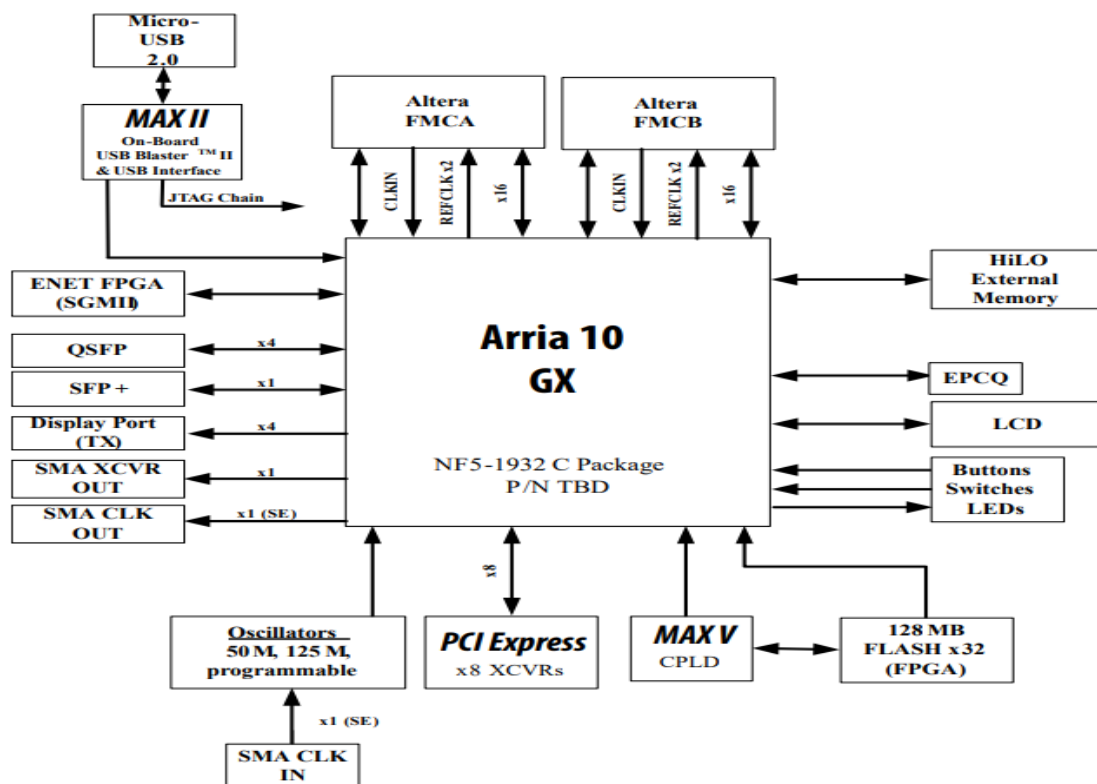 Micro-
USB
2.0
MAX II
On-Board
USB Blaster ™ II
& USB Interface
JTAG Chain
Altera
FMCA
Altera
FMCB
CLKIN
REFCLK x2
x16
CLKIN
REFCLK x2
x16
ENET FPGA
(SGMII)
QSFP
x4
SFP +
x1
Display Port
(TX)
x4
SMA XCVR
OUT
x1
SMA CLK
OUT
x1 (SE)
Arria 10
GX
NF5-1932 C Package
P/N TBD
HiLO
External
Memory
EPCQ
LCD
Buttons
Switches
LEDs
x8
Oscillators
50 M, 125 M,
programmable
x1 (SE)
SMA CLK
IN
PCI Express
x8 XCVRs
MAX V
CPLD
128 MB
FLASH x32
(FPGA)